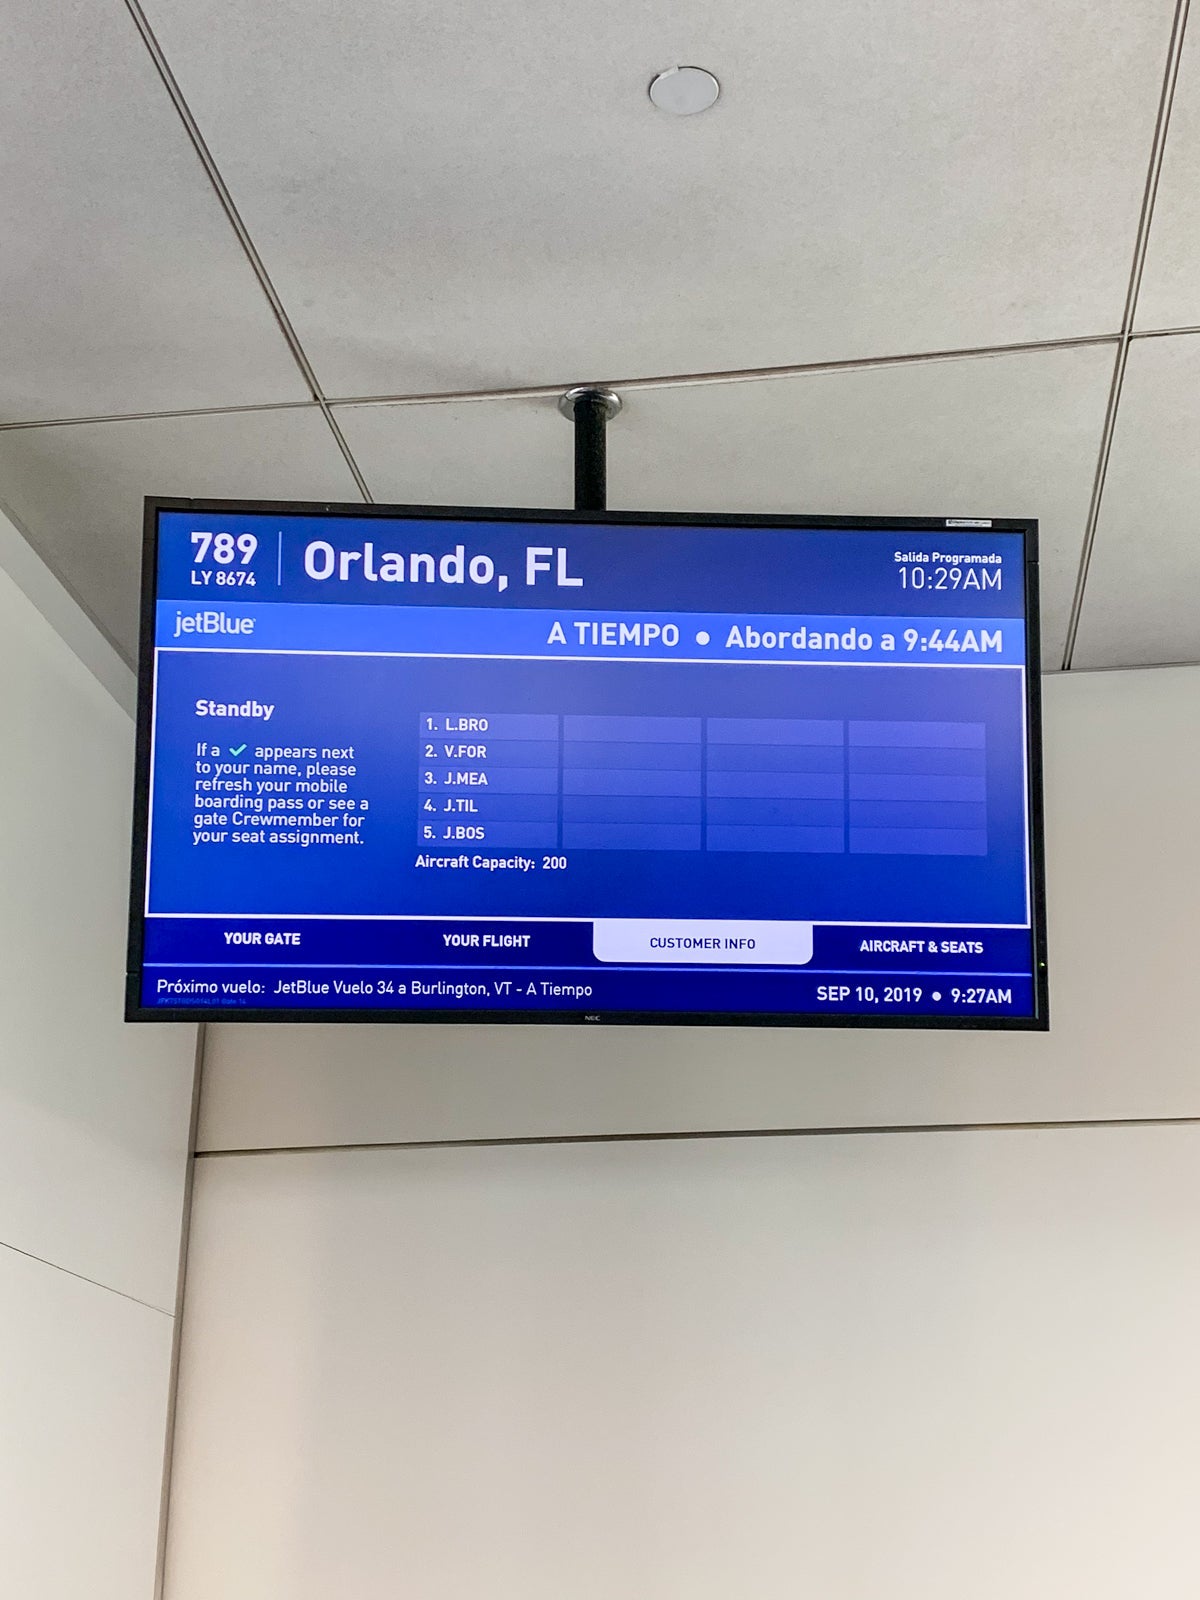 789
LY 8674
Orlando, FL
Salida Programada
10:29AM
jetBlue
A TIEMPO ● Abordando a 9:44AM
Standby
If a ✓ appears next
to your name, please
refresh your mobile
boarding pass or see a
gate Crewmember for
your seat assignment.
1. L.BRO
2. V.FOR
3. J.MEA
4. J.TIL
5. J.BOS
Aircraft Capacity: 200
YOUR GATE
YOUR FLIGHT
CUSTOMER INFO
AIRCRAFT & SEATS
Próximo vuelo: JetBlue Vuelo 34 a Burlington, VT - A Tiempo
SEP 10, 2019 ● 9:27AM
NEC